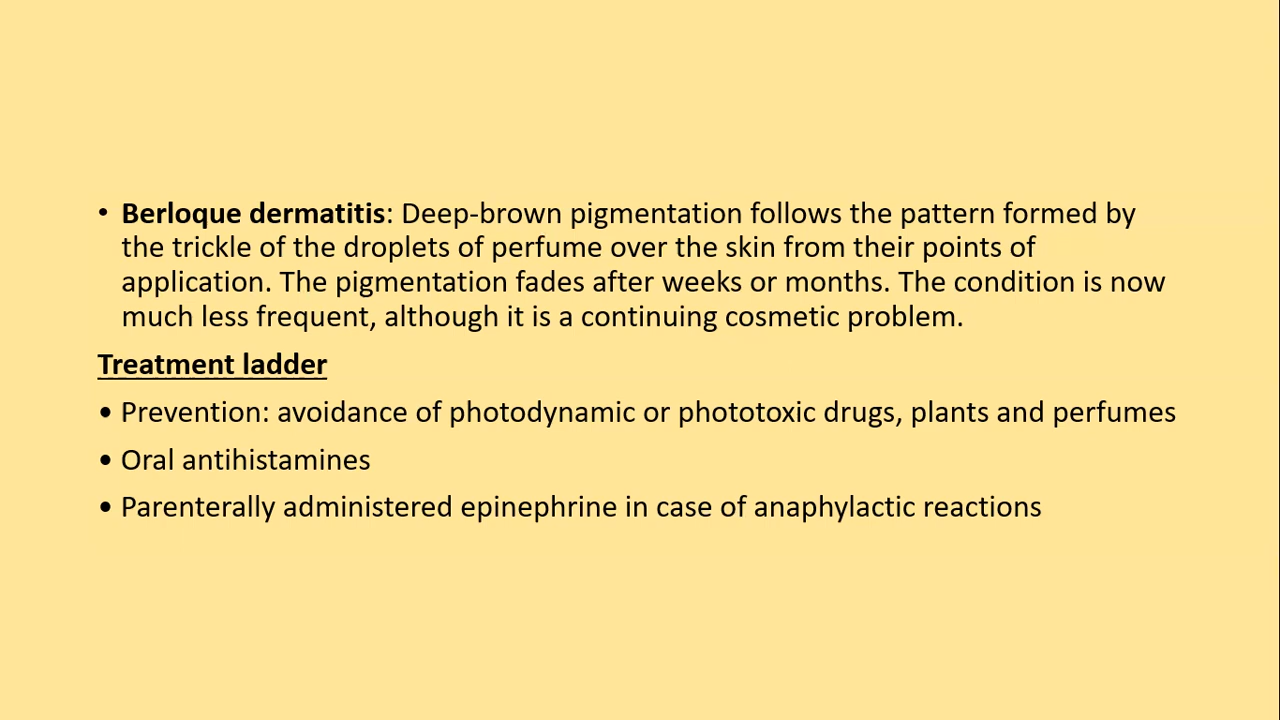 • Berloque dermatitis: Deep-brown pigmentation follows the pattern formed by
the trickle of the droplets of perfume over the skin from their points of
application. The pigmentation fades after weeks or months. The condition is now
much less frequent, although it is a continuing cosmetic problem.
Treatment ladder
• Prevention: avoidance of photodynamic or phototoxic drugs, plants and perfumes
• Oral antihistamines
• Parenterally administered epinephrine in case of anaphylactic reactions